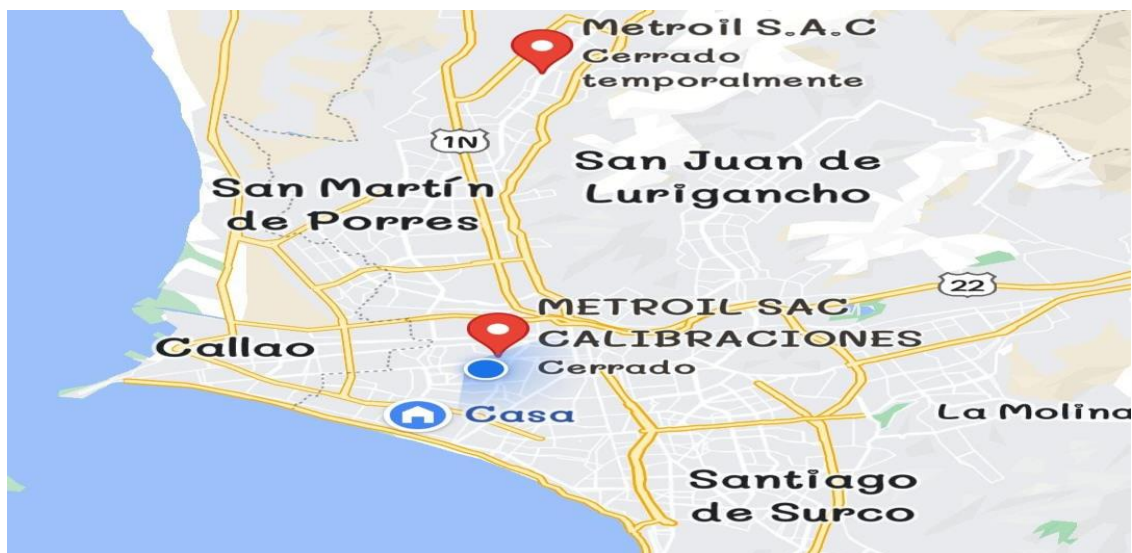 Metroil S.A.C
Cerrado
temporalmente
1N
San Juan de
Lurigancho
San Martín
de Porres
22
METROIL SAC
CALIBRACIONES
Cerrado
Callao
Casa
La Molina
Santiago
de Surco